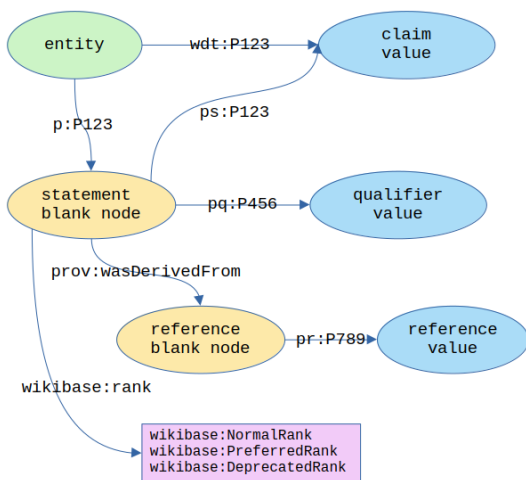 entity
wdt:P123
claim
value
p:P123
ps:P123
statement
blank node
pq:P456
qualifier
value
prov:wasDerivedFrom
reference
blank node
pr:P789
reference
value
wikibase:rank
wikibase:NormalRank
wikibase:PreferredRank
wikibase:DeprecatedRank